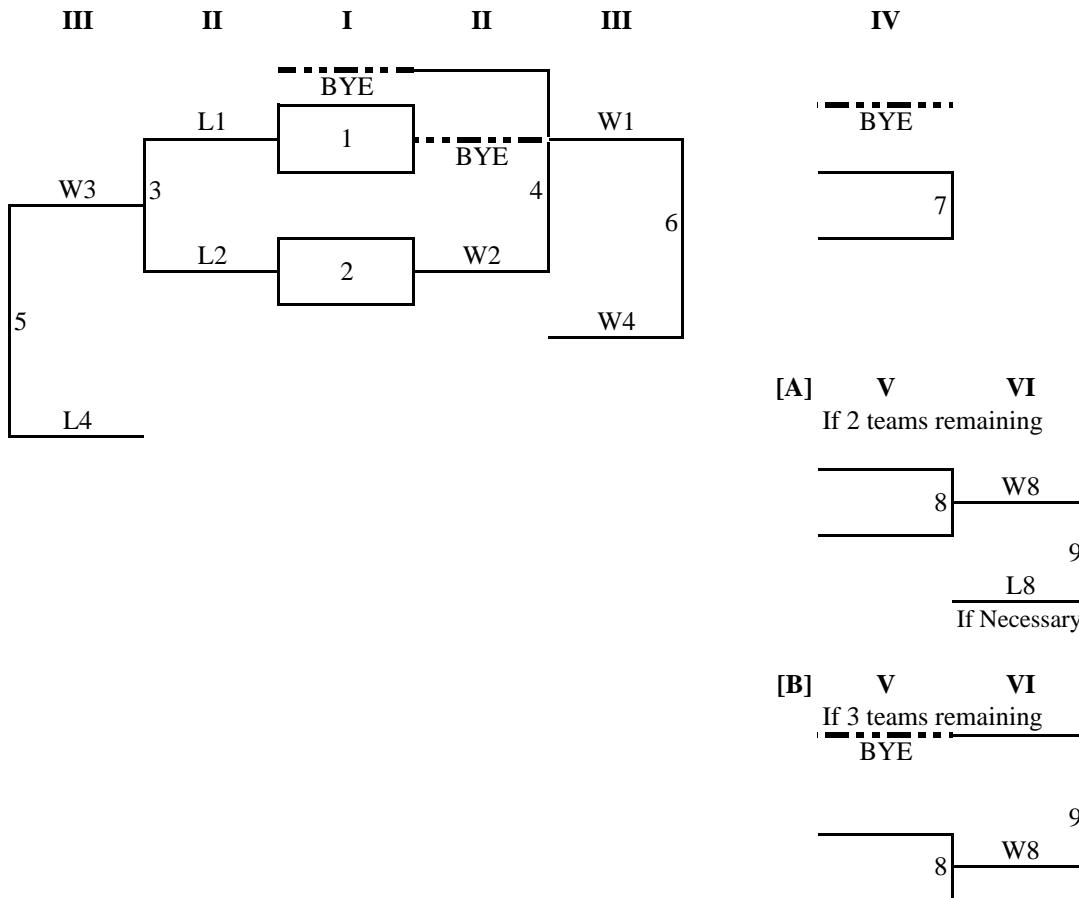 III II I II III IV
BYE
BYE
L1 1 W1
BYE
W3 3 4 7
6
L2 2 W2
5 W4
[A] V VI
If 2 teams remaining
L4
8 W8
9
L8
If Necessary
[B] V VI
If 3 teams remaining
BYE
9
8 W8